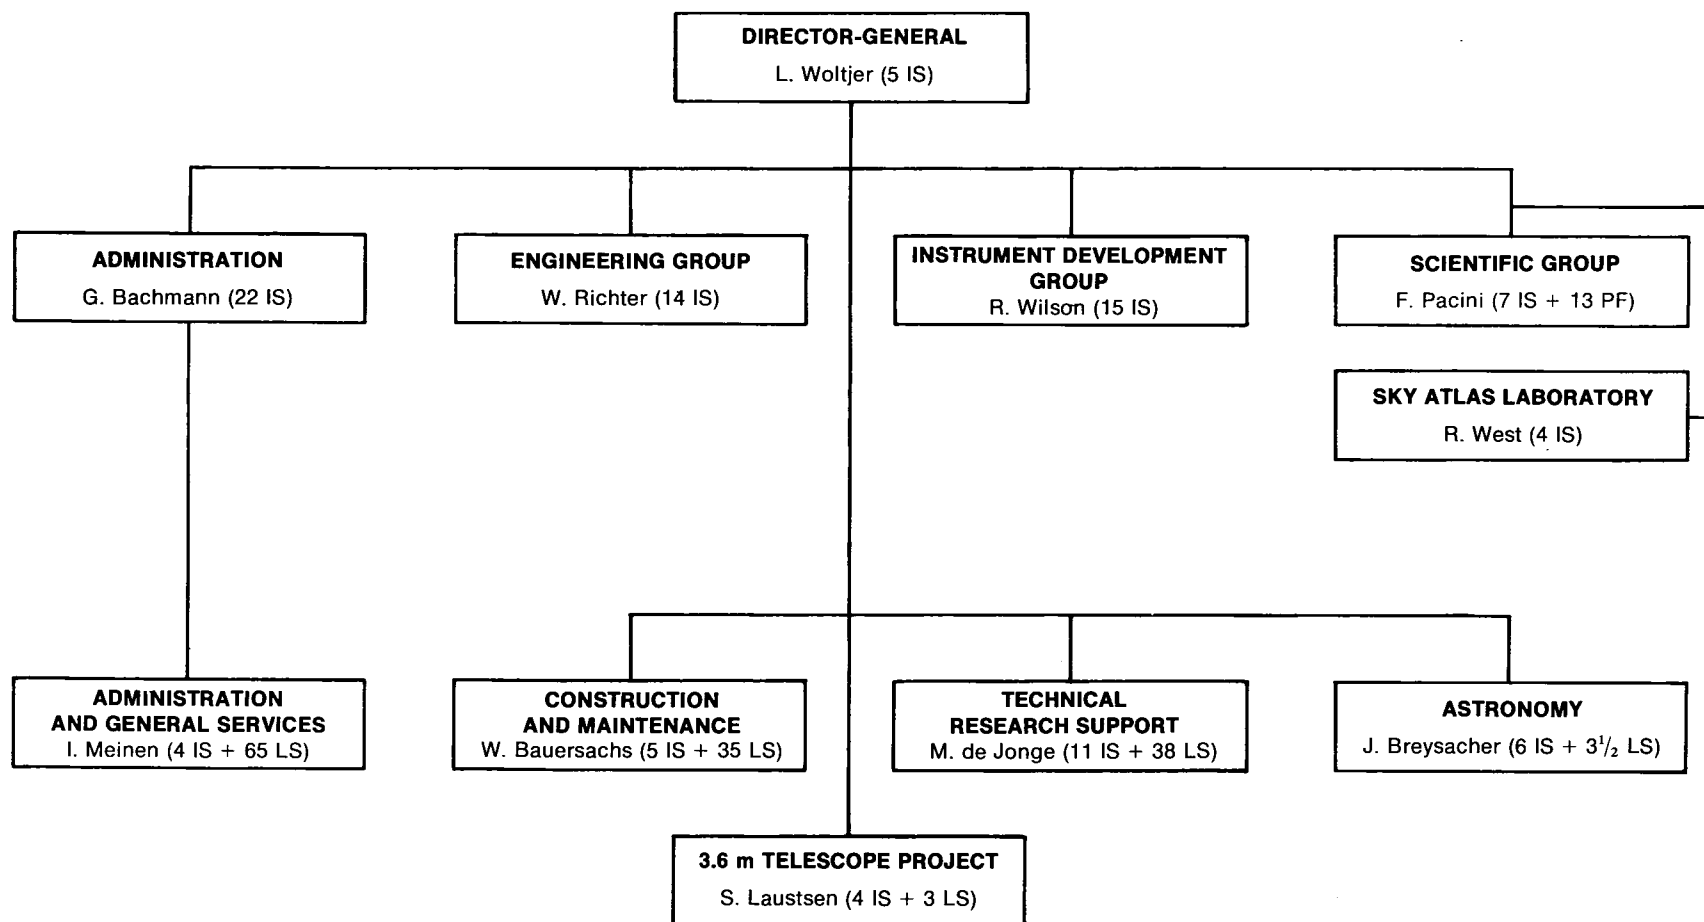 DIRECTOR-GENERAL
L. Woltjer (5 IS)
ADMINISTRATION
G. Bachmann (22 IS)
ENGINEERING GROUP
W. Richter (14 IS)
INSTRUMENT DEVELOPMENT
GROUP
R. Wilson (15 IS)
SCIENTIFIC GROUP
F. Pacini (7 IS + 13 PF)
SKY ATLAS LABORATORY
R. West (4 IS)
ADMINISTRATION
AND GENERAL SERVICES
I. Meinen (4 IS + 65 LS)
CONSTRUCTION
AND MAINTENANCE
W. Bauersachs (5 IS + 35 LS)
TECHNICAL
RESEARCH SUPPORT
M. de Jonge (11 IS + 38 LS)
ASTRONOMY
J. Breysacher (6 IS + 3 1/2 LS)
3.6 m TELESCOPE PROJECT
S. Laustsen (4 IS + 3 LS)